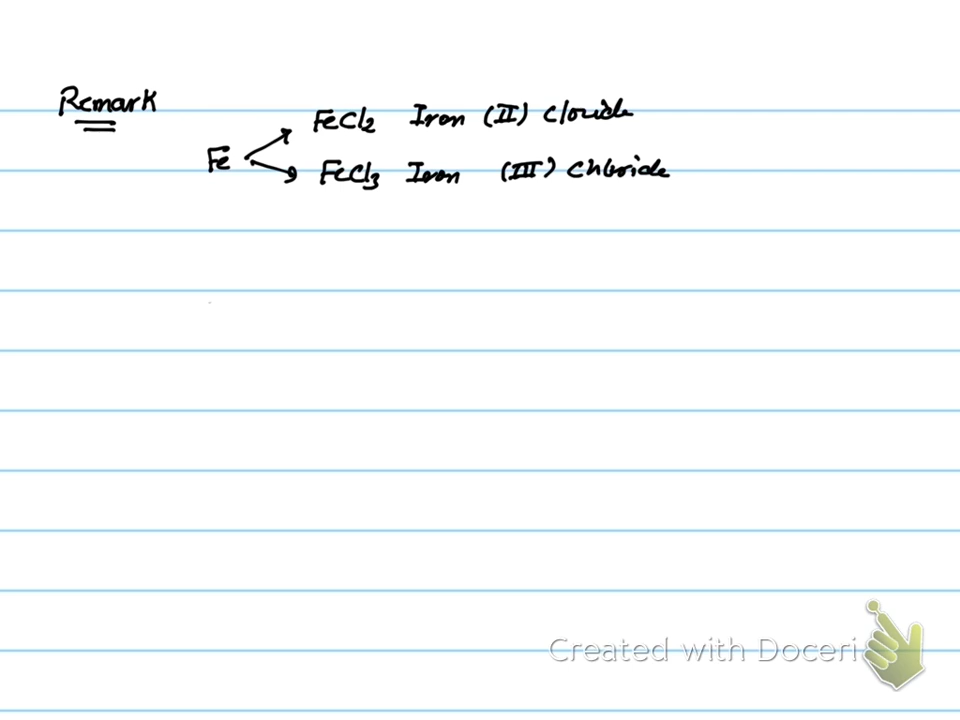 Remark
Fe
FeCl2 Iron (II) Cloride
FeCl3 Iron (III) Chloride
Created with Doceri